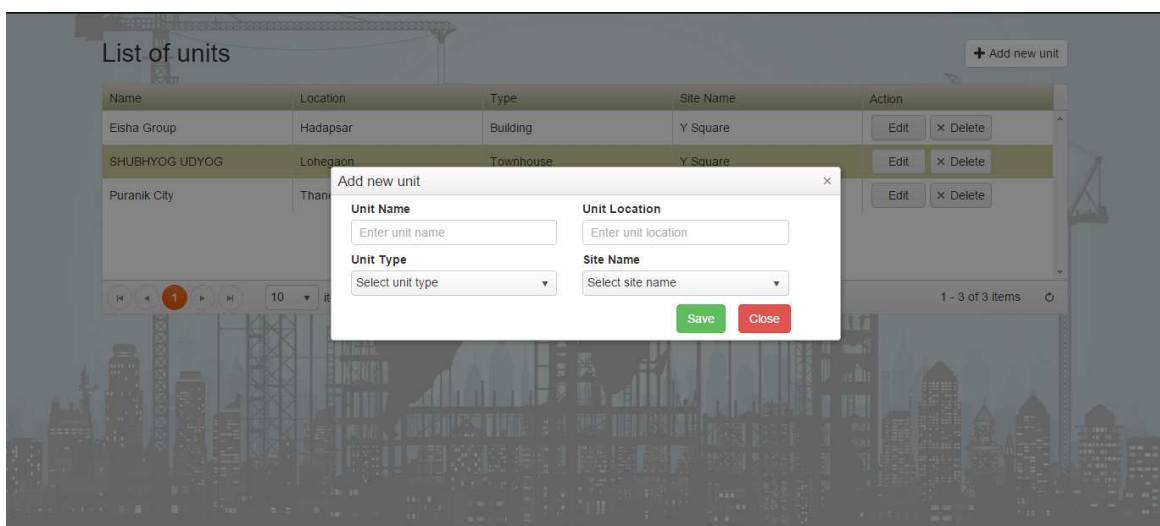 List of units
+ Add new unit
Name Location Type Site Name Action
Eisha Group Hadapsar Building Y Square Edit × Delete
SHUBHYOG UDYOG Lohegaon Townhouse Y Square Edit × Delete
Puranik City Edit × Delete
Add new unit ×
Unit Name Unit Location
Enter unit name Enter unit location
Unit Type Site Name
Select unit type Select site name
Save Close
1 10 1 - 3 of 3 items